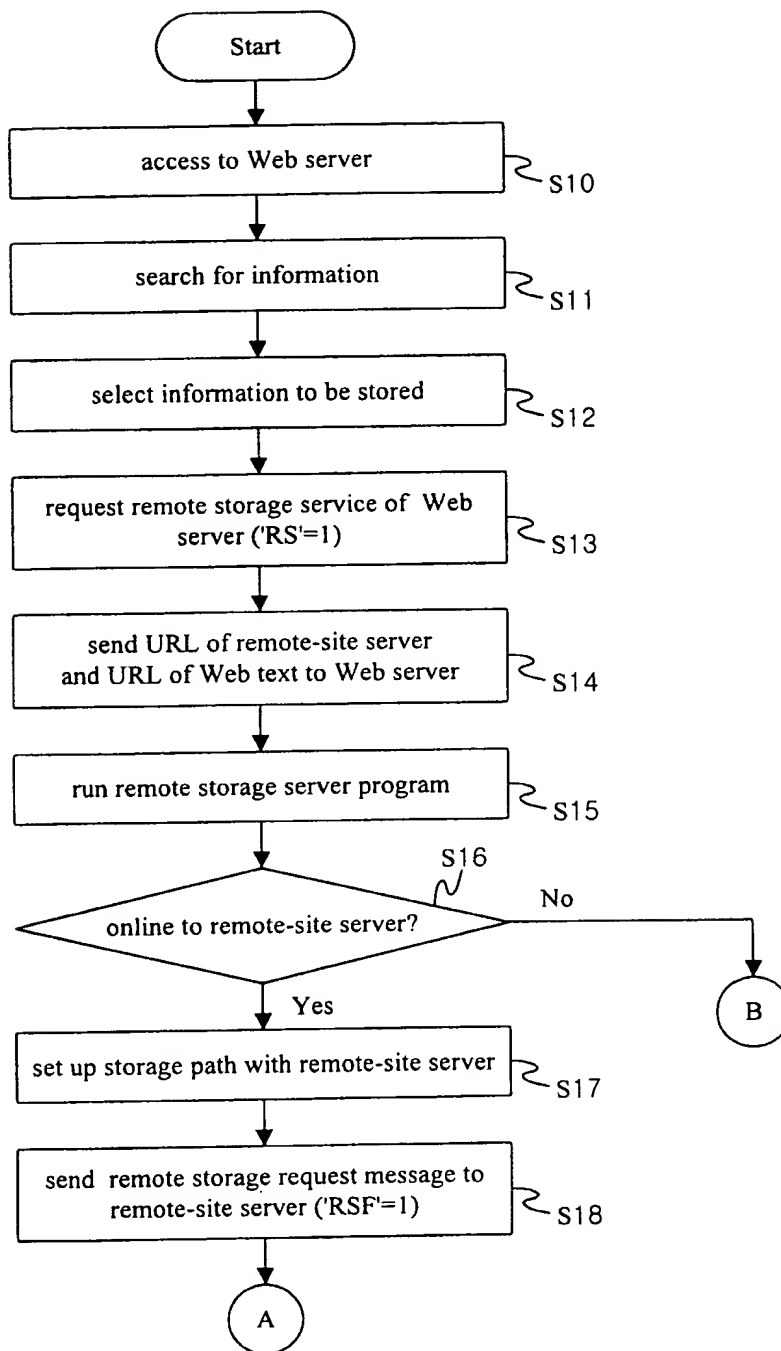 Start
access to Web server
S10
search for information
S11
select information to be stored
S12
request remote storage service of Web
server ('RS'=1)
S13
send URL of remote-site server
and URL of Web text to Web server
S14
run remote storage server program
S15
S16
online to remote-site server?
No
B
Yes
set up storage path with remote-site server
S17
send remote storage request message to
remote-site server ('RSF'=1)
S18
A